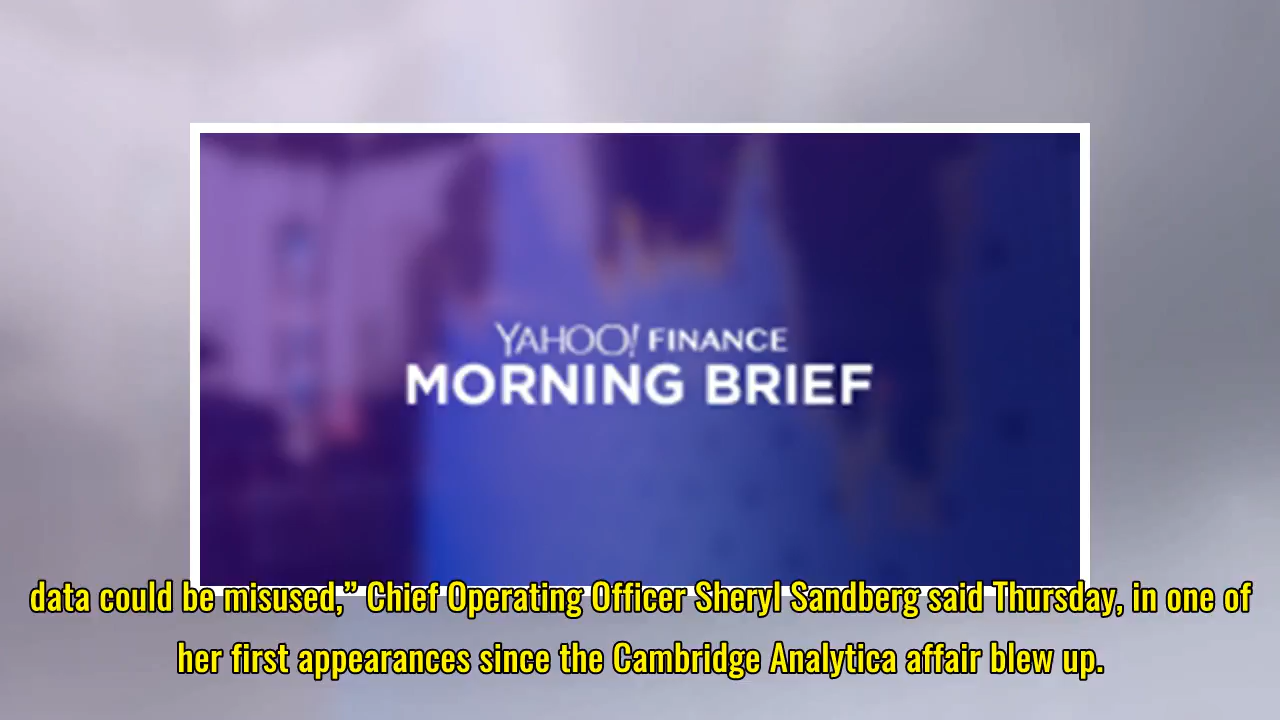 YAHOO! FINANCE
MORNING BRIEF
data could be misused,” Chief Operating Officer Sheryl Sandberg said Thursday, in one of
her first appearances since the Cambridge Analytica affair blew up.